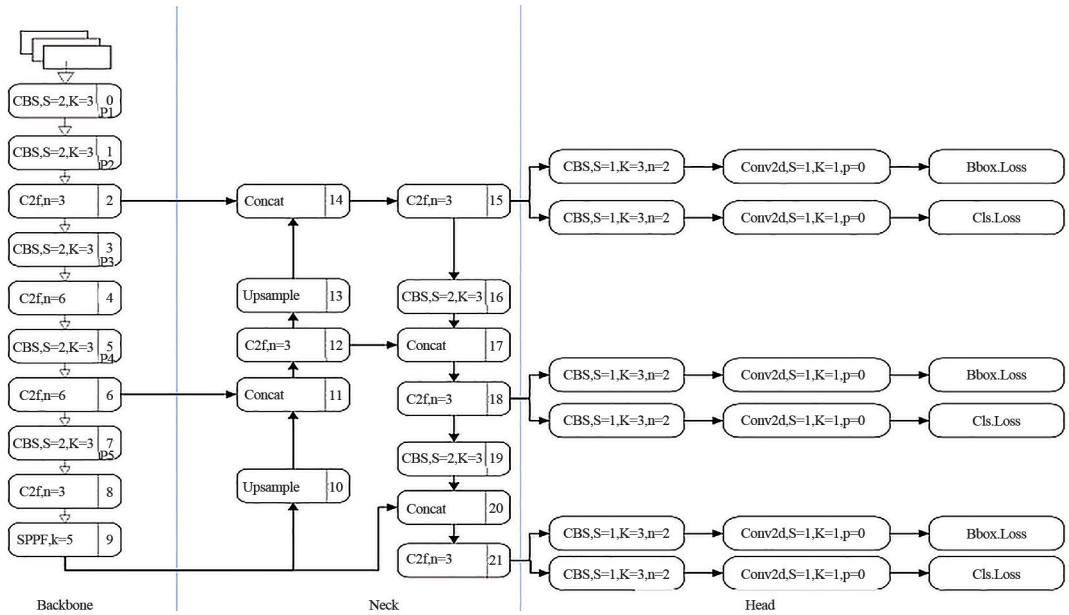 CBS,S=2,K=3 0
P1
CBS,S=2,K=3 1
P2
C2f,n=3 2
CBS,S=2,K=3 3
P3
C2f,n=6 4
CBS,S=2,K=3 5
P4
C2f,n=6 6
CBS,S=2,K=3 7
P5
C2f,n=3 8
SPPF,k=5 9
Backbone
Concat 14
Upsample 13
C2f,n=3 12
Concat 11
Upsample 10
C2f,n=3 15
CBS,S=2,K=3 16
Concat 17
C2f,n=3 18
CBS,S=2,K=3 19
Concat 20
C2f,n=3 21
Neck
CBS,S=1,K=3,n=2
Conv2d,S=1,K=1,p=0
Bbox.Loss
CBS,S=1,K=3,n=2
Conv2d,S=1,K=1,p=0
Cls.Loss
CBS,S=1,K=3,n=2
Conv2d,S=1,K=1,p=0
Bbox.Loss
CBS,S=1,K=3,n=2
Conv2d,S=1,K=1,p=0
Cls.Loss
CBS,S=1,K=3,n=2
Conv2d,S=1,K=1,p=0
Bbox.Loss
CBS,S=1,K=3,n=2
Conv2d,S=1,K=1,p=0
Cls.Loss
Head